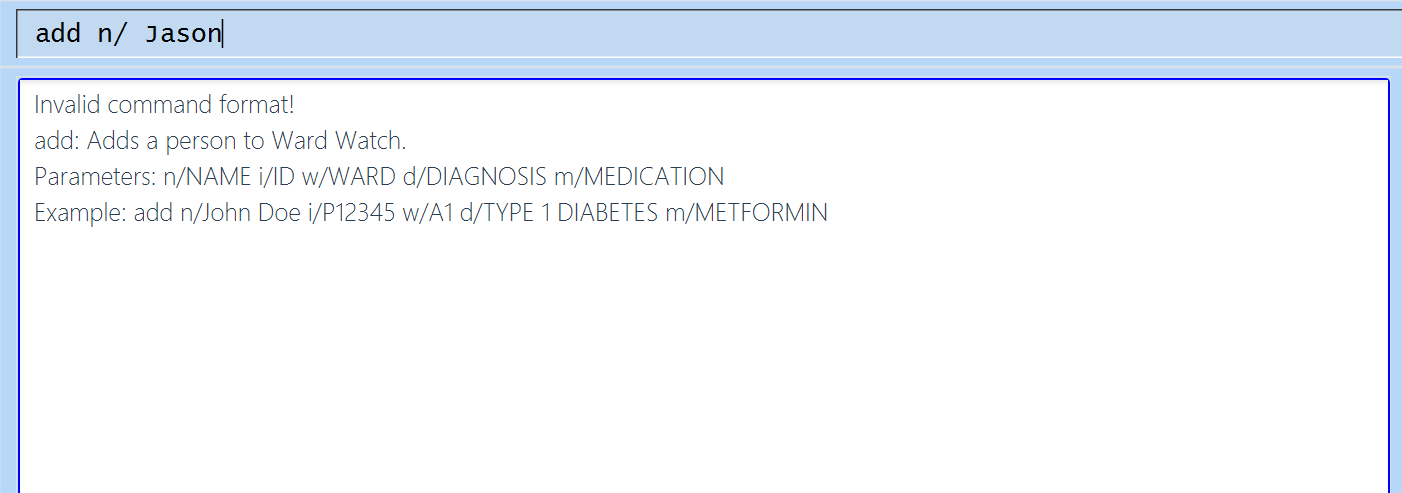 add n/ Jason
Invalid command format!
add: Adds a person to Ward Watch.
Parameters: n/NAME i/ID w/WARD d/DIAGNOSIS m/MEDICATION
Example: add n/John Doe i/P12345 w/A1 d/TYPE 1 DIABETES m/METFORMIN